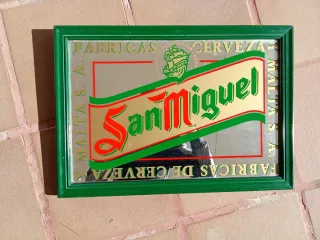 FABRICAS
CERVEZA
Y MALTA S. A.
MALTA S. A.
San Miguel
FABRICAS DE CERVEZA